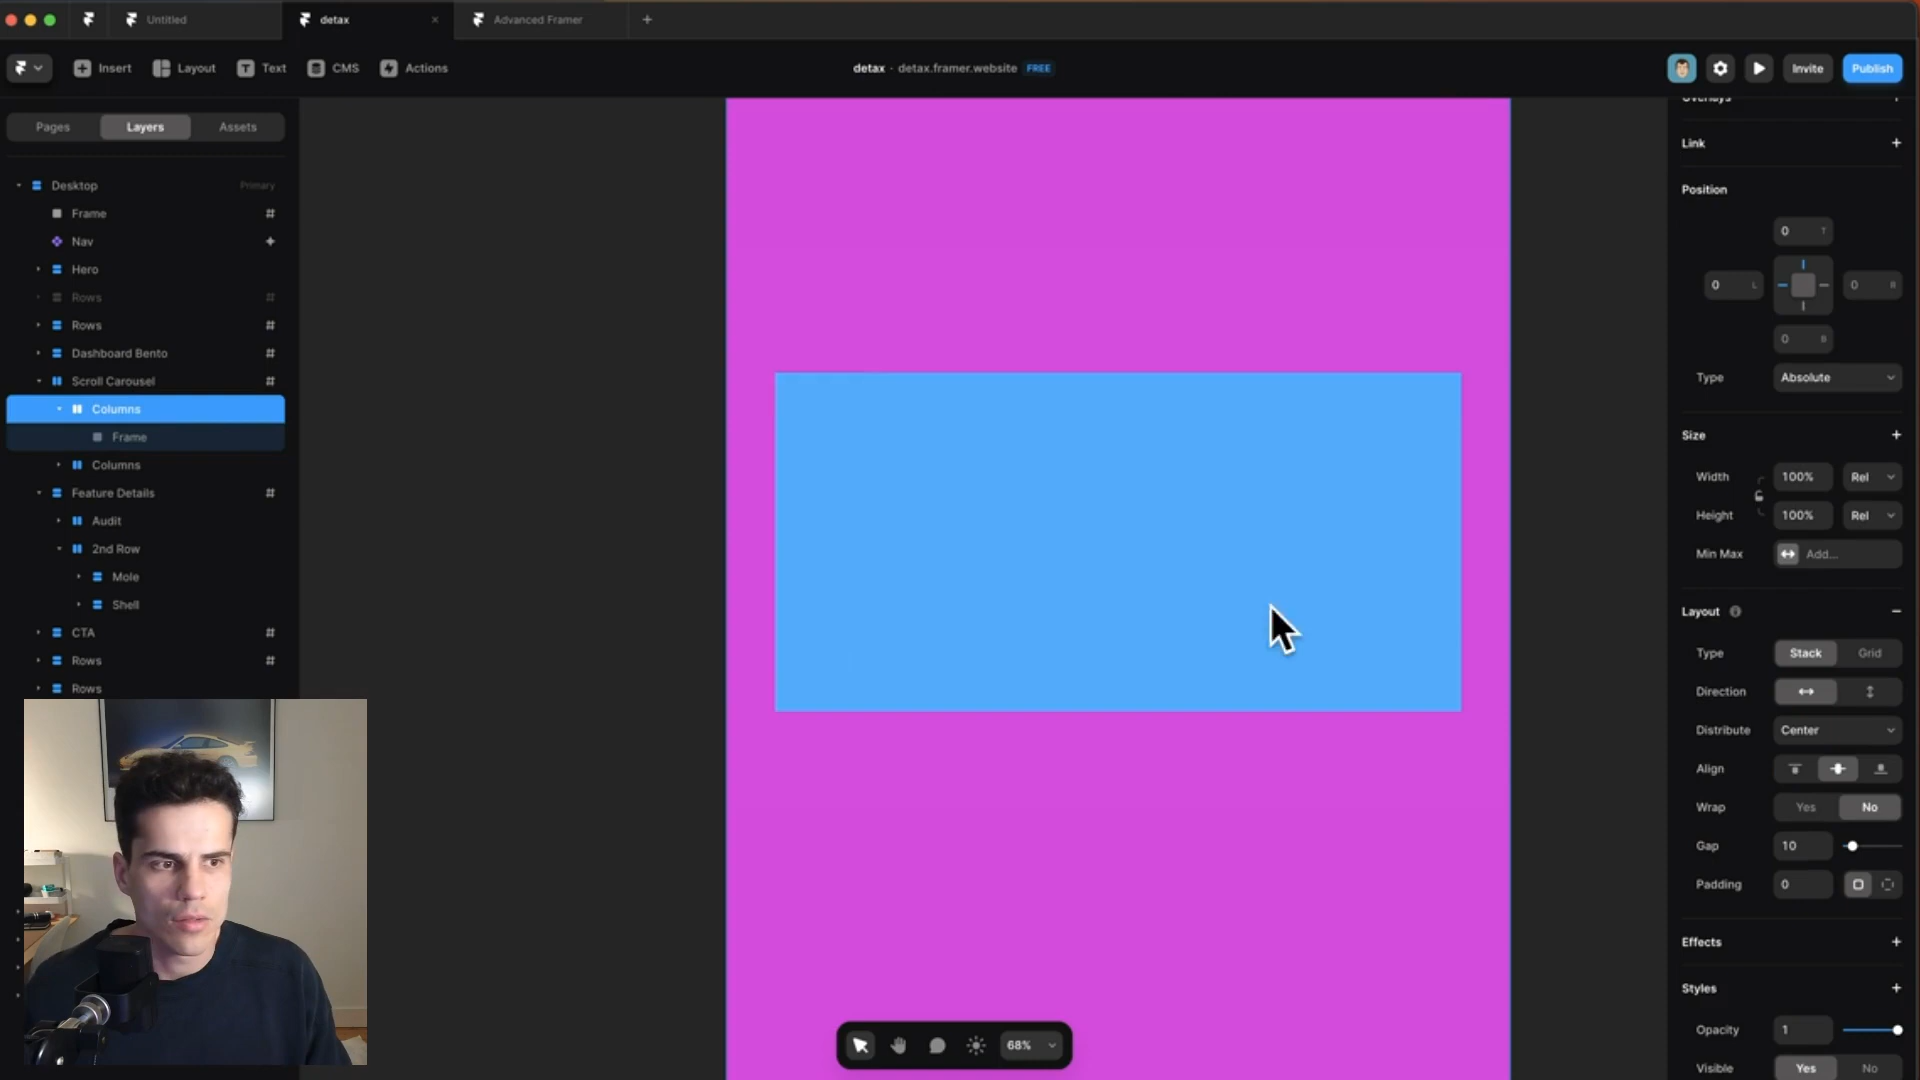 Untitled
detax
Advanced Framer
Insert
Layout
Text
CMS
Actions
detax · detax.framer.website FREE
Invite
Publish
Pages
Layers
Assets
Desktop
Primary
Frame
Nav
Hero
Rows
Rows
Dashboard Bento
Scroll Carousel
Columns
Frame
Columns
Feature Details
Audit
2nd Row
Mole
Shell
CTA
Rows
Rows
68%
Overlays
Link
Position
0 T
0 L
0 R
0 B
Type Absolute
Size
Width 100% Rel
Height 100% Rel
Min Max Add...
Layout
Type Stack Grid
Direction
Distribute Center
Align
Wrap Yes No
Gap 10
Padding 0
Effects
Styles
Opacity 1
Visible Yes No